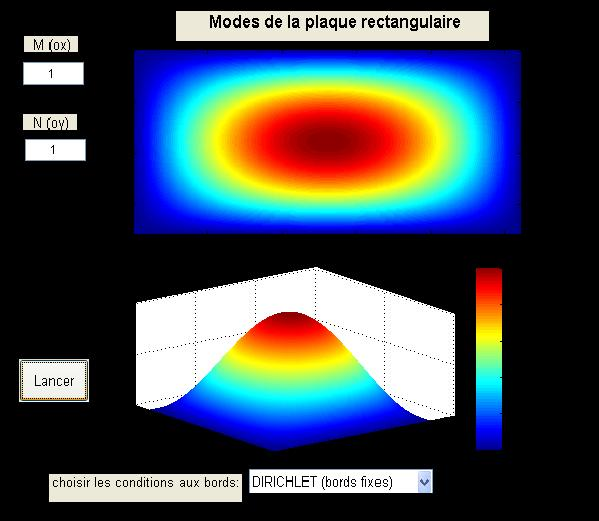 Modes de la plaque rectangulaire
M (ox)
1
N (oy)
1
Lancer
choisir les conditions aux bords:
DIRICHLET (bords fixes)